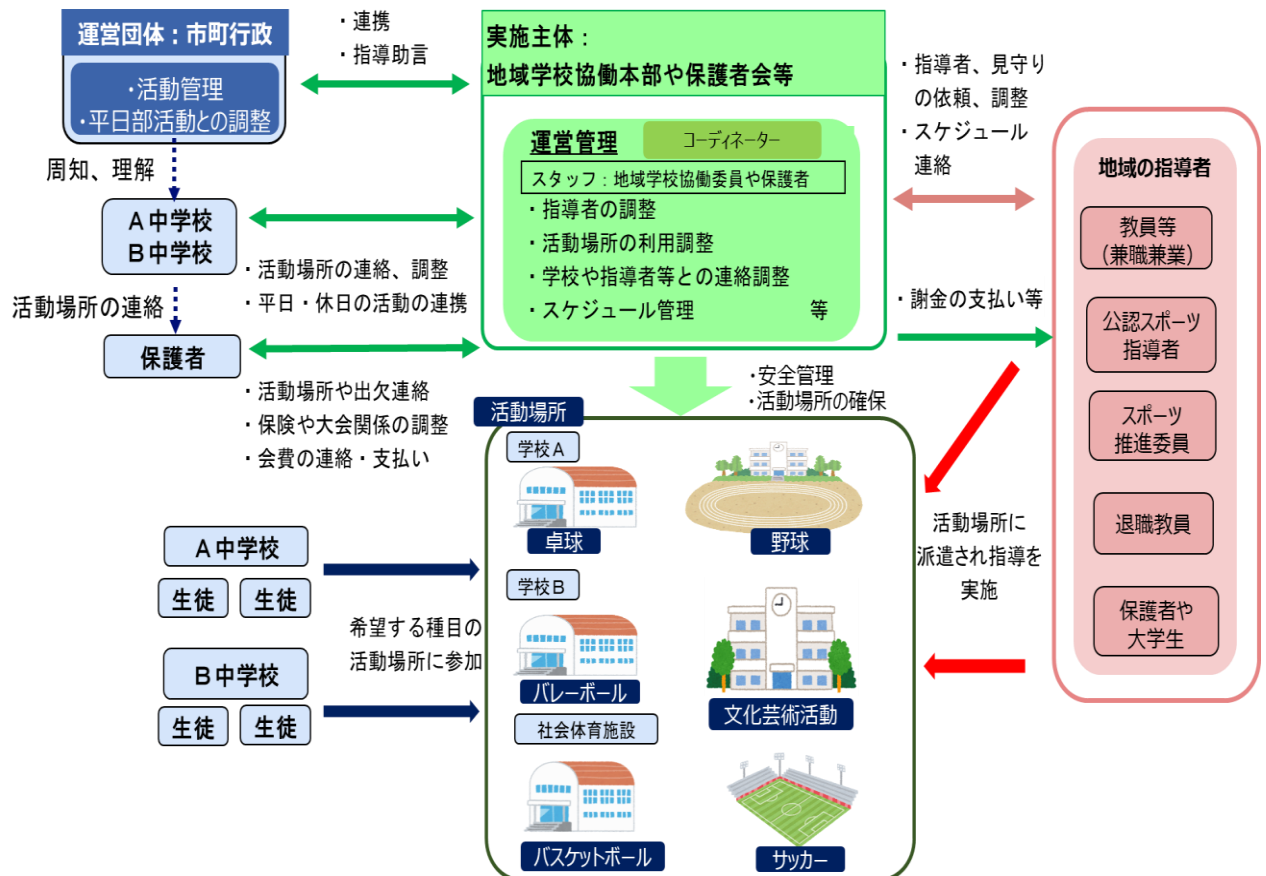 運営団体：市町行政
・活動管理
・平日部活動との調整
・連携
・指導助言
実施主体：
地域学校協働本部や保護者会等
運営管理
コーディネーター
スタッフ：地域学校協働委員や保護者
・指導者の調整
・活動場所の利用調整
・学校や指導者等との連絡調整
・スケジュール管理　　　　等
・指導者、見守り
の依頼、調整
・スケジュール
連絡
周知、理解
Ａ中学校
Ｂ中学校
・活動場所の連絡、調整
・平日・休日の活動の連携
活動場所の連絡
保護者
・活動場所や出欠連絡
・保険や大会関係の調整
・会費の連絡・支払い
・謝金の支払い等
・安全管理
・活動場所の確保
地域の指導者
教員等
（兼職兼業）
公認スポーツ
指導者
スポーツ
推進委員
退職教員
保護者や
大学生
活動場所に
派遣され指導を
実施
活動場所
学校Ａ
卓球
野球
学校Ｂ
バレーボール
文化芸術活動
社会体育施設
バスケットボール
サッカー
Ａ中学校
生徒
生徒
Ｂ中学校
生徒
生徒
希望する種目の
活動場所に参加